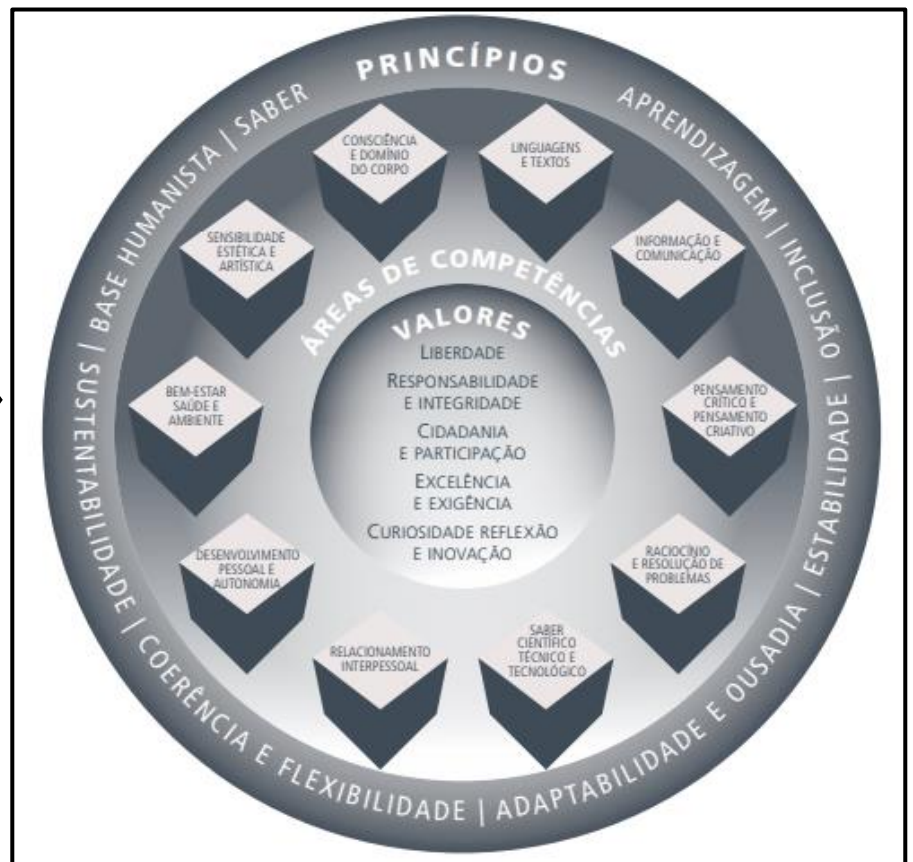 PRINCÍPIOS
BASE HUMANISTA | SABER
APRENDIZAGEM | INCLUSÃO | ESTABILIDADE |
ADAPTABILIDADE E OUSADIA |
COERÊNCIA E FLEXIBILIDADE |
SUSTENTABILIDADE |
ÁREAS DE COMPETÊNCIAS
LINGUAGENS
E TEXTOS
INFORMAÇÃO E
COMUNICAÇÃO
PENSAMENTO
CRÍTICO E
PENSAMENTO
CRIATIVO
RACIOCÍNIO
E RESOLUÇÃO DE
PROBLEMAS
SABER
CIENTÍFICO
TÉCNICO E
TECNOLÓGICO
RELACIONAMENTO
INTERPESSOAL
DESENVOLVIMENTO
PESSOAL E
AUTONOMIA
BEM-ESTAR
SAÚDE E
AMBIENTE
SENSIBILIDADE
ESTÉTICA E
ARTÍSTICA
CONSCIÊNCIA
E DOMÍNIO
DO CORPO
VALORES
LIBERDADE
RESPONSABILIDADE
E INTEGRIDADE
CIDADANIA
E PARTICIPAÇÃO
EXCELÊNCIA
E EXIGÊNCIA
CURIOSIDADE REFLEXÃO
E INOVAÇÃO